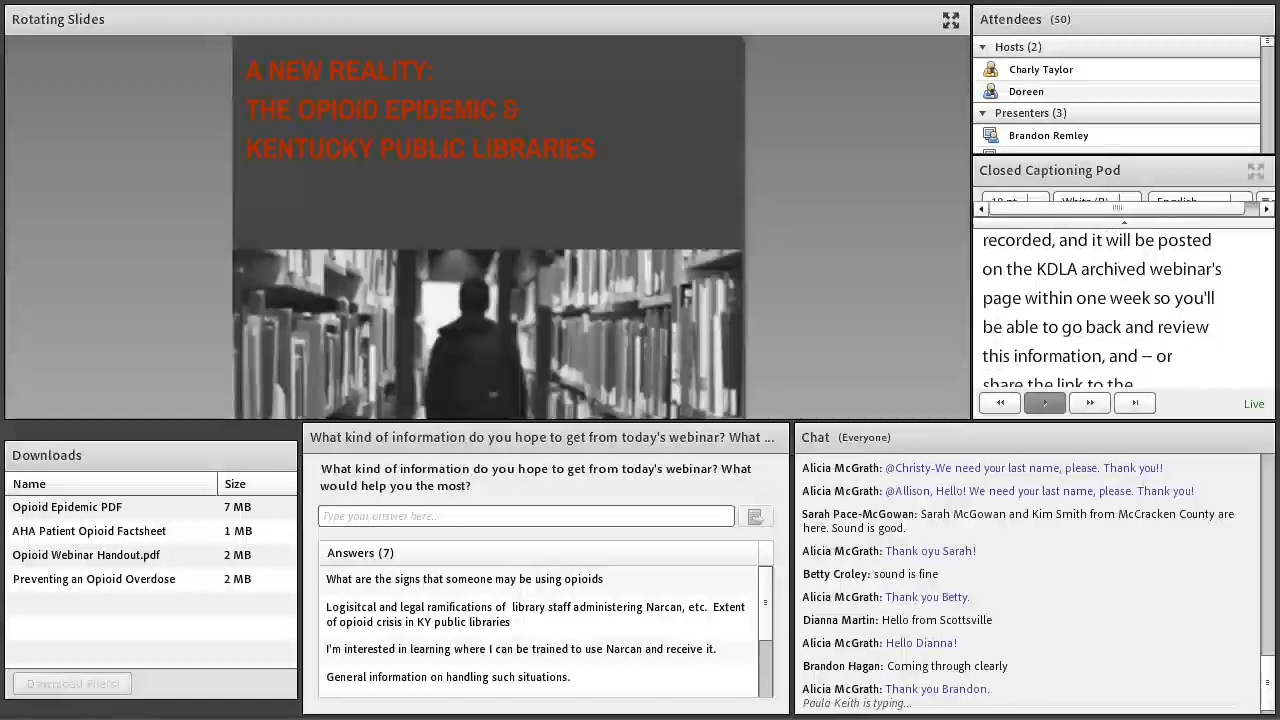 Rotating Slides
A NEW REALITY:
THE OPIOID EPIDEMIC &
KENTUCKY PUBLIC LIBRARIES
Attendees (50)
Hosts (2)
Charly Taylor
Doreen
Presenters (3)
Brandon Remley
Closed Captioning Pod
18 pt White (B) English
recorded, and it will be posted
on the KDLA archived webinar's
page within one week so you'll
be able to go back and review
this information, and – or
share the link to the
Live
Downloads
Name Size
Opioid Epidemic PDF 7 MB
AHA Patient Opioid Factsheet 1 MB
Opioid Webinar Handout.pdf 2 MB
Preventing an Opioid Overdose 2 MB
Download File(s)
What kind of information do you hope to get from today's webinar? What ...
What kind of information do you hope to get from today's webinar? What
would help you the most?
Type your answer here..
Answers (7)
What are the signs that someone may be using opioids
Logisitcal and legal ramifications of library staff administering Narcan, etc. Extent
of opioid crisis in KY public libraries
I'm interested in learning where I can be trained to use Narcan and receive it.
General information on handling such situations.
Chat (Everyone)
Alicia McGrath: @Christy-We need your last name, please. Thank you!!
Alicia McGrath: @Allison, Hello! We need your last name, please. Thank you!
Sarah Pace-McGowan: Sarah McGowan and Kim Smith from McCracken County are
here. Sound is good.
Alicia McGrath: Thank oyu Sarah!
Betty Croley: sound is fine
Alicia McGrath: Thank you Betty.
Dianna Martin: Hello from Scottsville
Alicia McGrath: Hello Dianna!
Brandon Hagan: Coming through clearly
Alicia McGrath: Thank you Brandon.
Paula Keith is typing...